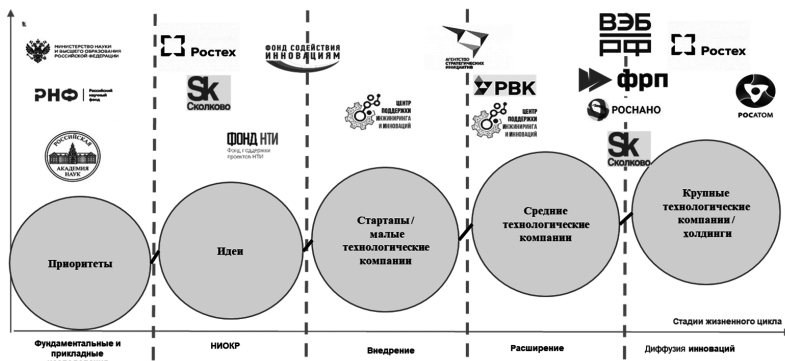 МИНИСТЕРСТВО НАУКИ
И ВЫСШЕГО ОБРАЗОВАНИЯ
РОССИЙСКОЙ ФЕДЕРАЦИИ
РНФ Российский
научный
фонд
РОССИЙСКАЯ
АКАДЕМИЯ
НАУК
Ростех
Sk
Сколково
ФОНД НТИ
Фонд поддержки
проектов НТИ
ФОНД СОДЕЙСТВИЯ
ИННОВАЦИЯМ
ЦЕНТР
ПОДДЕРЖКИ
ИНЖИНИРИНГА
И ИННОВАЦИЙ
АГЕНТСТВО
СТРАТЕГИЧЕСКИХ
ИНИЦИАТИВ
РВК
ЦЕНТР
ПОДДЕРЖКИ
ИНЖИНИРИНГА
И ИННОВАЦИЙ
ВЭБ
РФ
фрп
РОСНАНО
Sk
Сколково
Ростех
РОСАТОМ
Приоритеты
Идеи
Стартапы /
малые
технологические
компании
Средние
технологические
компании
Крупные
технологические
компании /
холдинги
Стадии жизненного цикла
Фундаментальные и
прикладные
НИОКР
Внедрение
Расширение
Диффузия инноваций